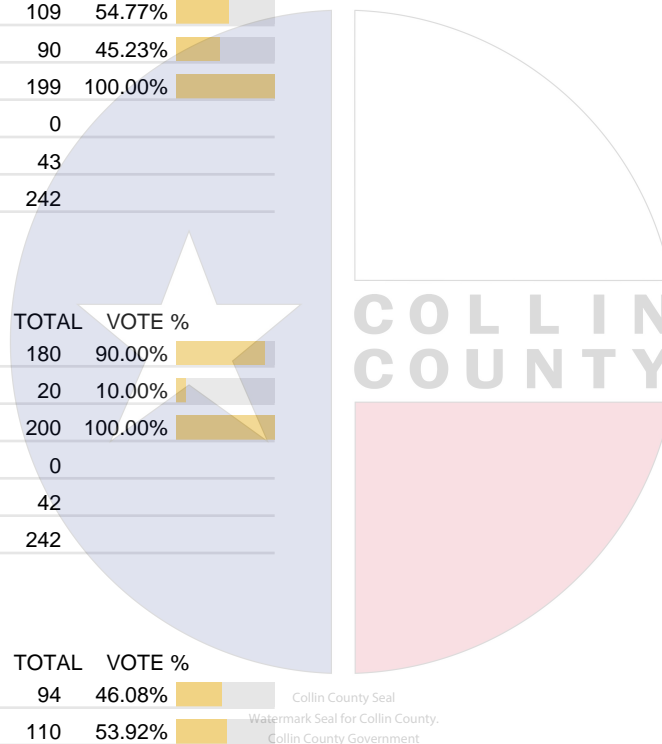 109 54.77%
90 45.23%
199 100.00%
0
43
242
TOTAL VOTE %
180 90.00%
20 10.00%
200 100.00%
0
42
242
COLLIN
COUNTY
TOTAL VOTE %
94 46.08%
110 53.92%
Collin County Seal
Watermark Seal for Collin County.
Collin County Government